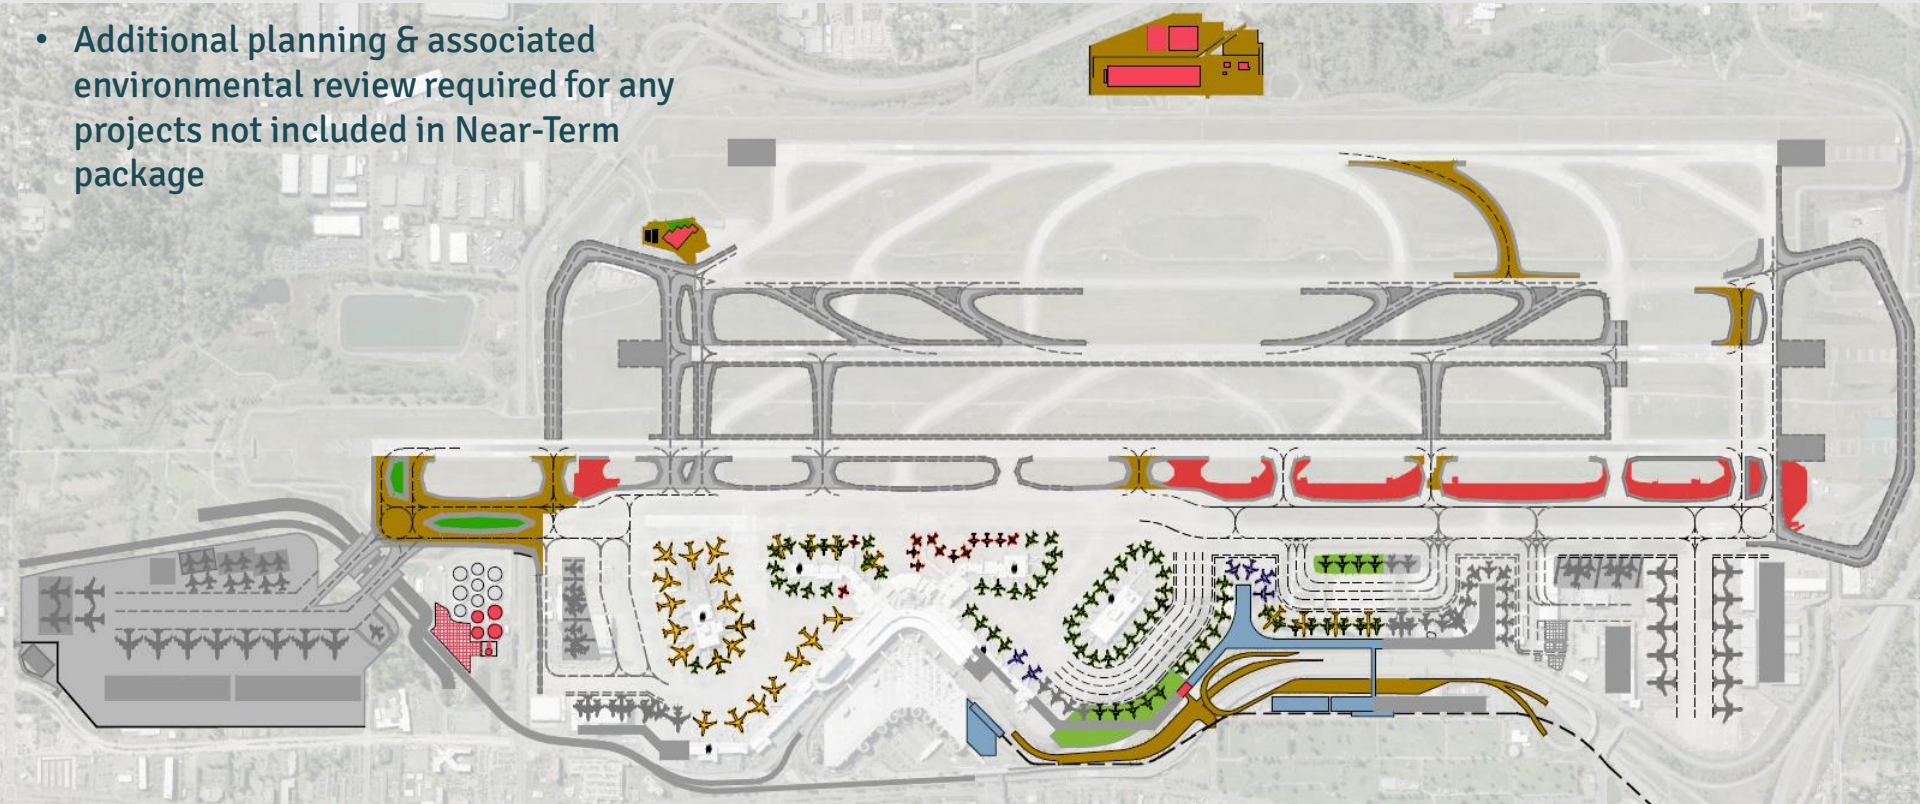 • Additional planning & associated
environmental review required for any
projects not included in Near-Term
package